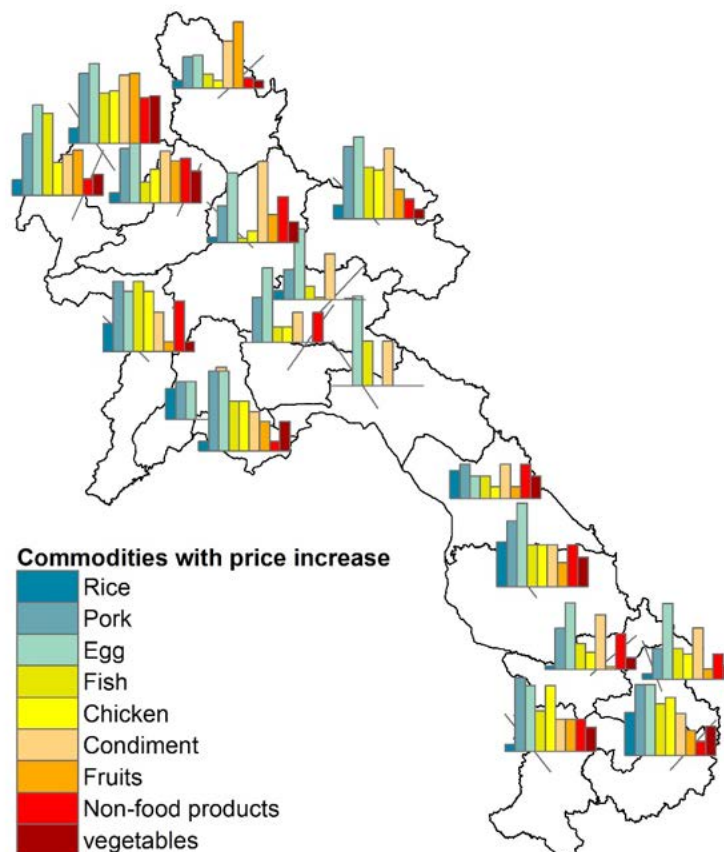 Commodities with price increase
Rice
Pork
Egg
Fish
Chicken
Condiment
Fruits
Non-food products
vegetables